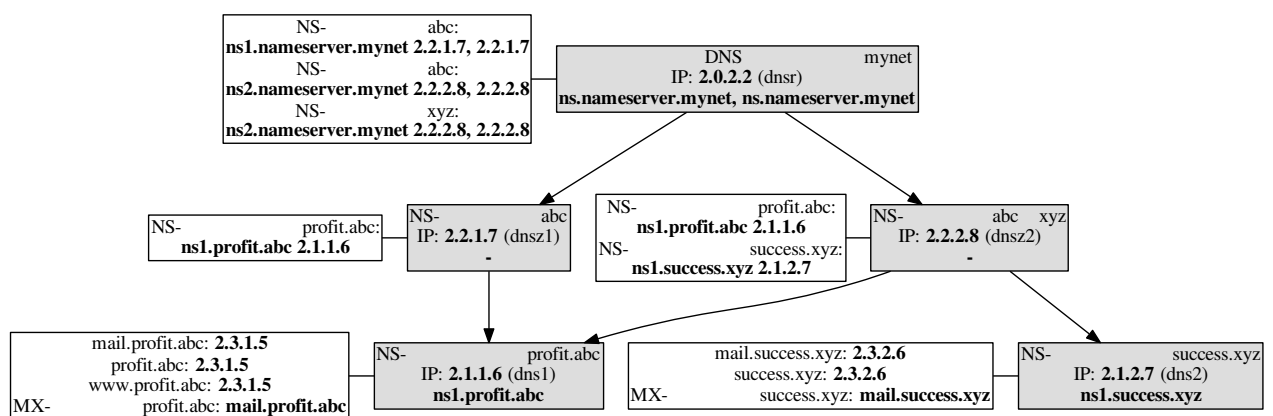 NS- abc:
ns1.nameserver.mynet 2.2.1.7, 2.2.1.7
NS- abc:
ns2.nameserver.mynet 2.2.2.8, 2.2.2.8
NS- xyz:
ns2.nameserver.mynet 2.2.2.8, 2.2.2.8
DNS mynet
IP: 2.0.2.2 (dnsr)
ns.nameserver.mynet, ns.nameserver.mynet
NS- profit.abc:
ns1.profit.abc 2.1.1.6
NS- abc
IP: 2.2.1.7 (dnsz1)
-
NS- profit.abc:
ns1.profit.abc 2.1.1.6
NS- success.xyz:
ns1.success.xyz 2.1.2.7
NS- abc xyz
IP: 2.2.2.8 (dnsz2)
-
mail.profit.abc: 2.3.1.5
profit.abc: 2.3.1.5
www.profit.abc: 2.3.1.5
MX- profit.abc: mail.profit.abc
NS- profit.abc
IP: 2.1.1.6 (dns1)
ns1.profit.abc
mail.success.xyz: 2.3.2.6
success.xyz: 2.3.2.6
MX- success.xyz: mail.success.xyz
NS- success.xyz
IP: 2.1.2.7 (dns2)
ns1.success.xyz